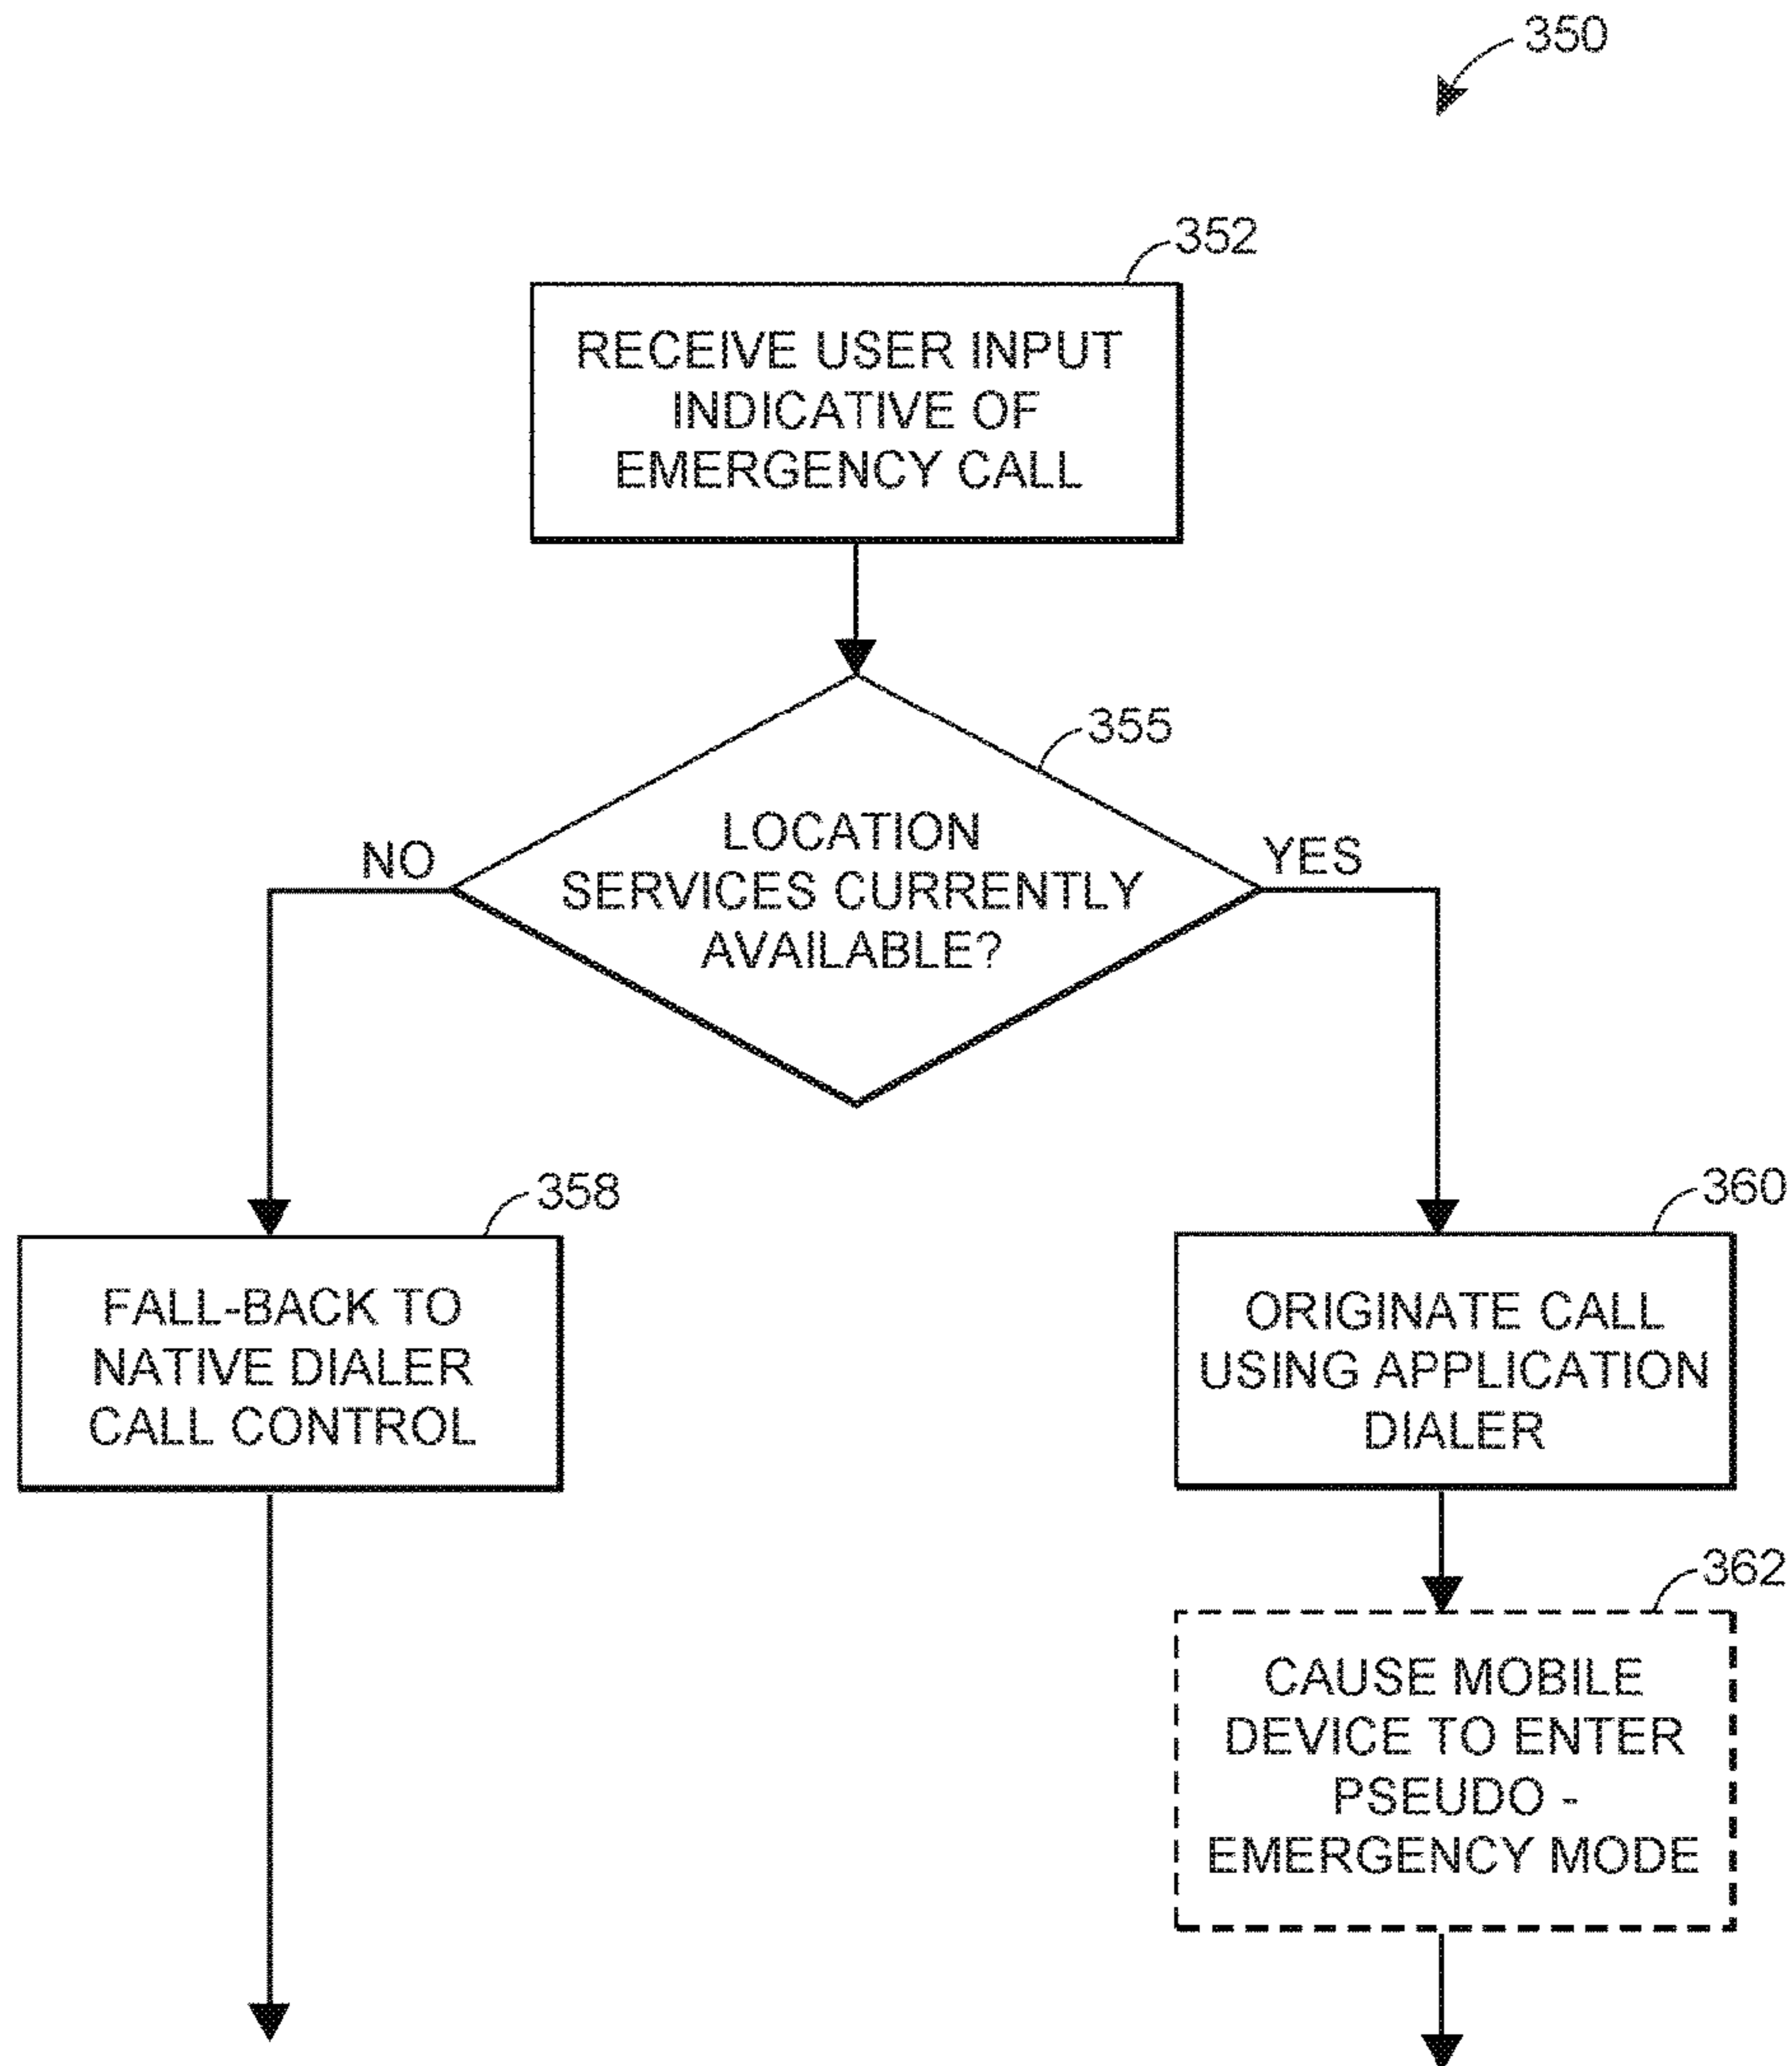 350
352
RECEIVE USER INPUT
INDICATIVE OF
EMERGENCY CALL
355
LOCATION
SERVICES CURRENTLY
AVAILABLE?
NO
YES
358
FALL-BACK TO
NATIVE DIALER
CALL CONTROL
360
ORIGINATE CALL
USING APPLICATION
DIALER
362
CAUSE MOBILE
DEVICE TO ENTER
PSEUDO -
EMERGENCY MODE